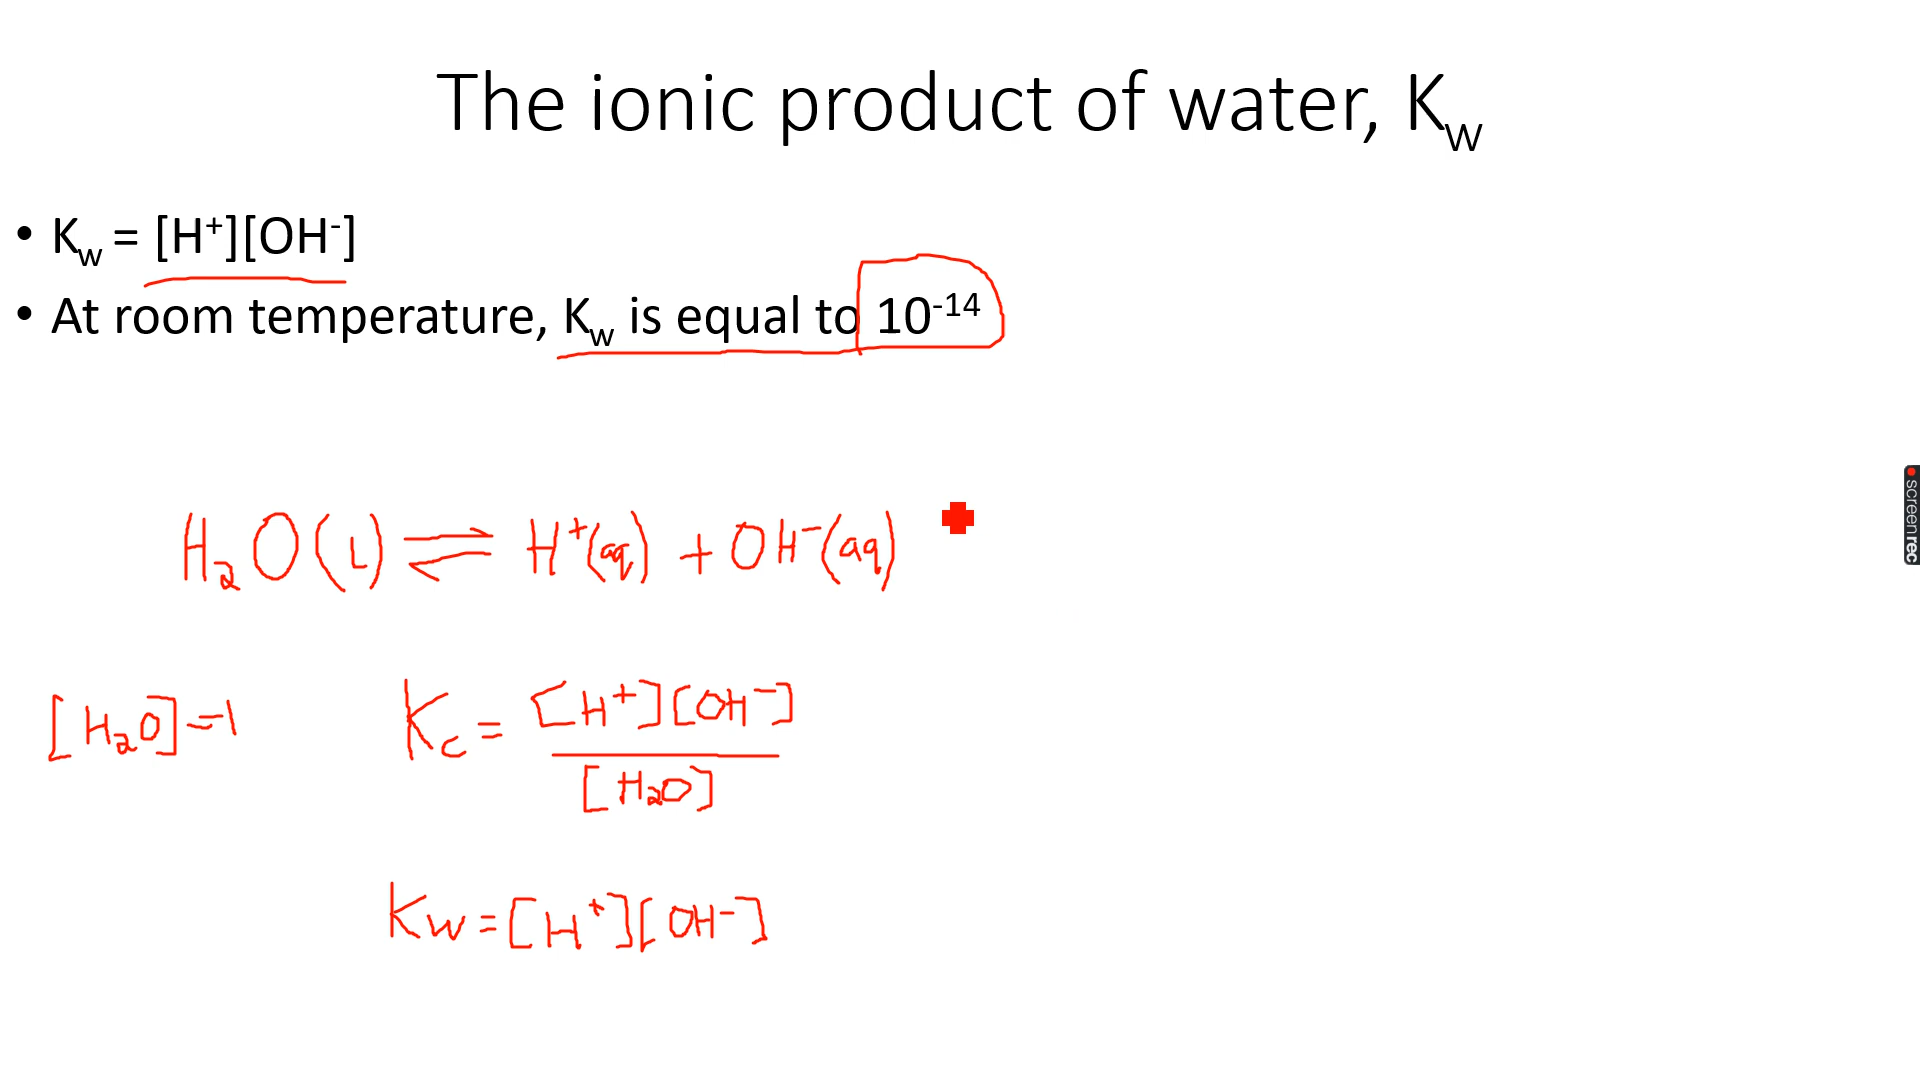 The ionic product of water, Kw
• Kw = [H+][OH-]
• At room temperature, Kw is equal to 10-14
H2O(l) ⇌ H+(aq) + OH-(aq)
[H2O]=1
Kc = [H+][OH-]
[H2O]
Kw=[H+][OH-]
screenrec